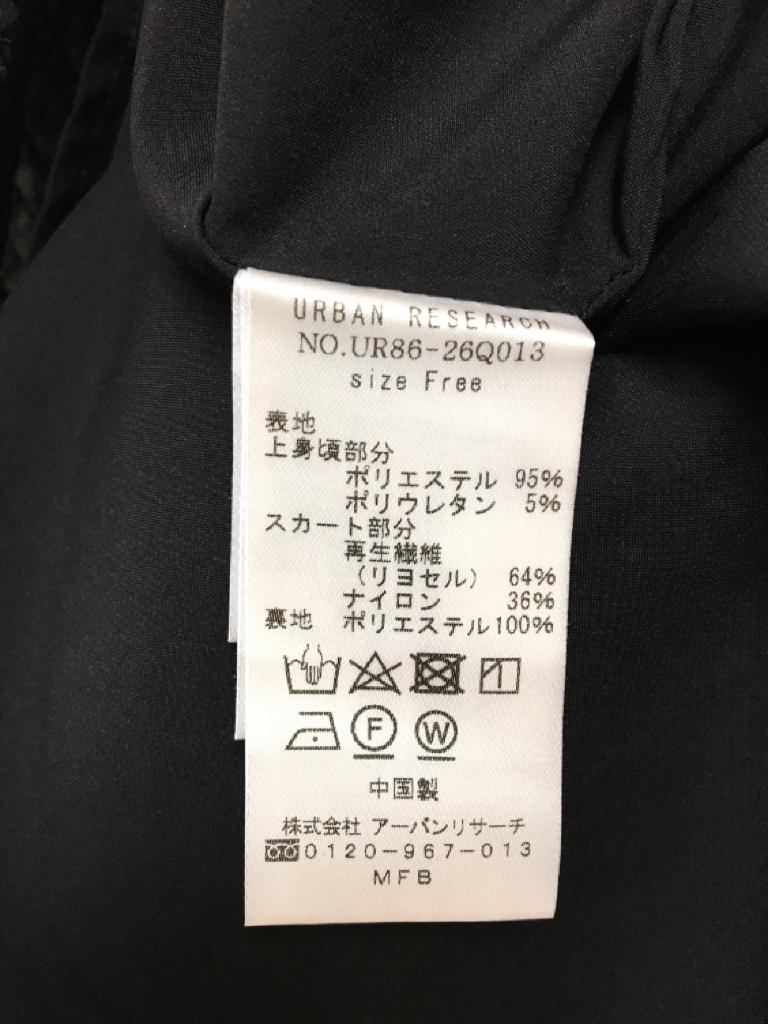 URBAN RESEARCH
NO.UR86-26Q013
size Free
表地
上身頃部分
ポリエステル 95%
ポリウレタン 5%
スカート部分
再生繊維
(リヨセル) 64%
ナイロン 36%
裏地 ポリエステル100%
F W
中国製
株式会社 アーバンリサーチ
0120-967-013
MFB